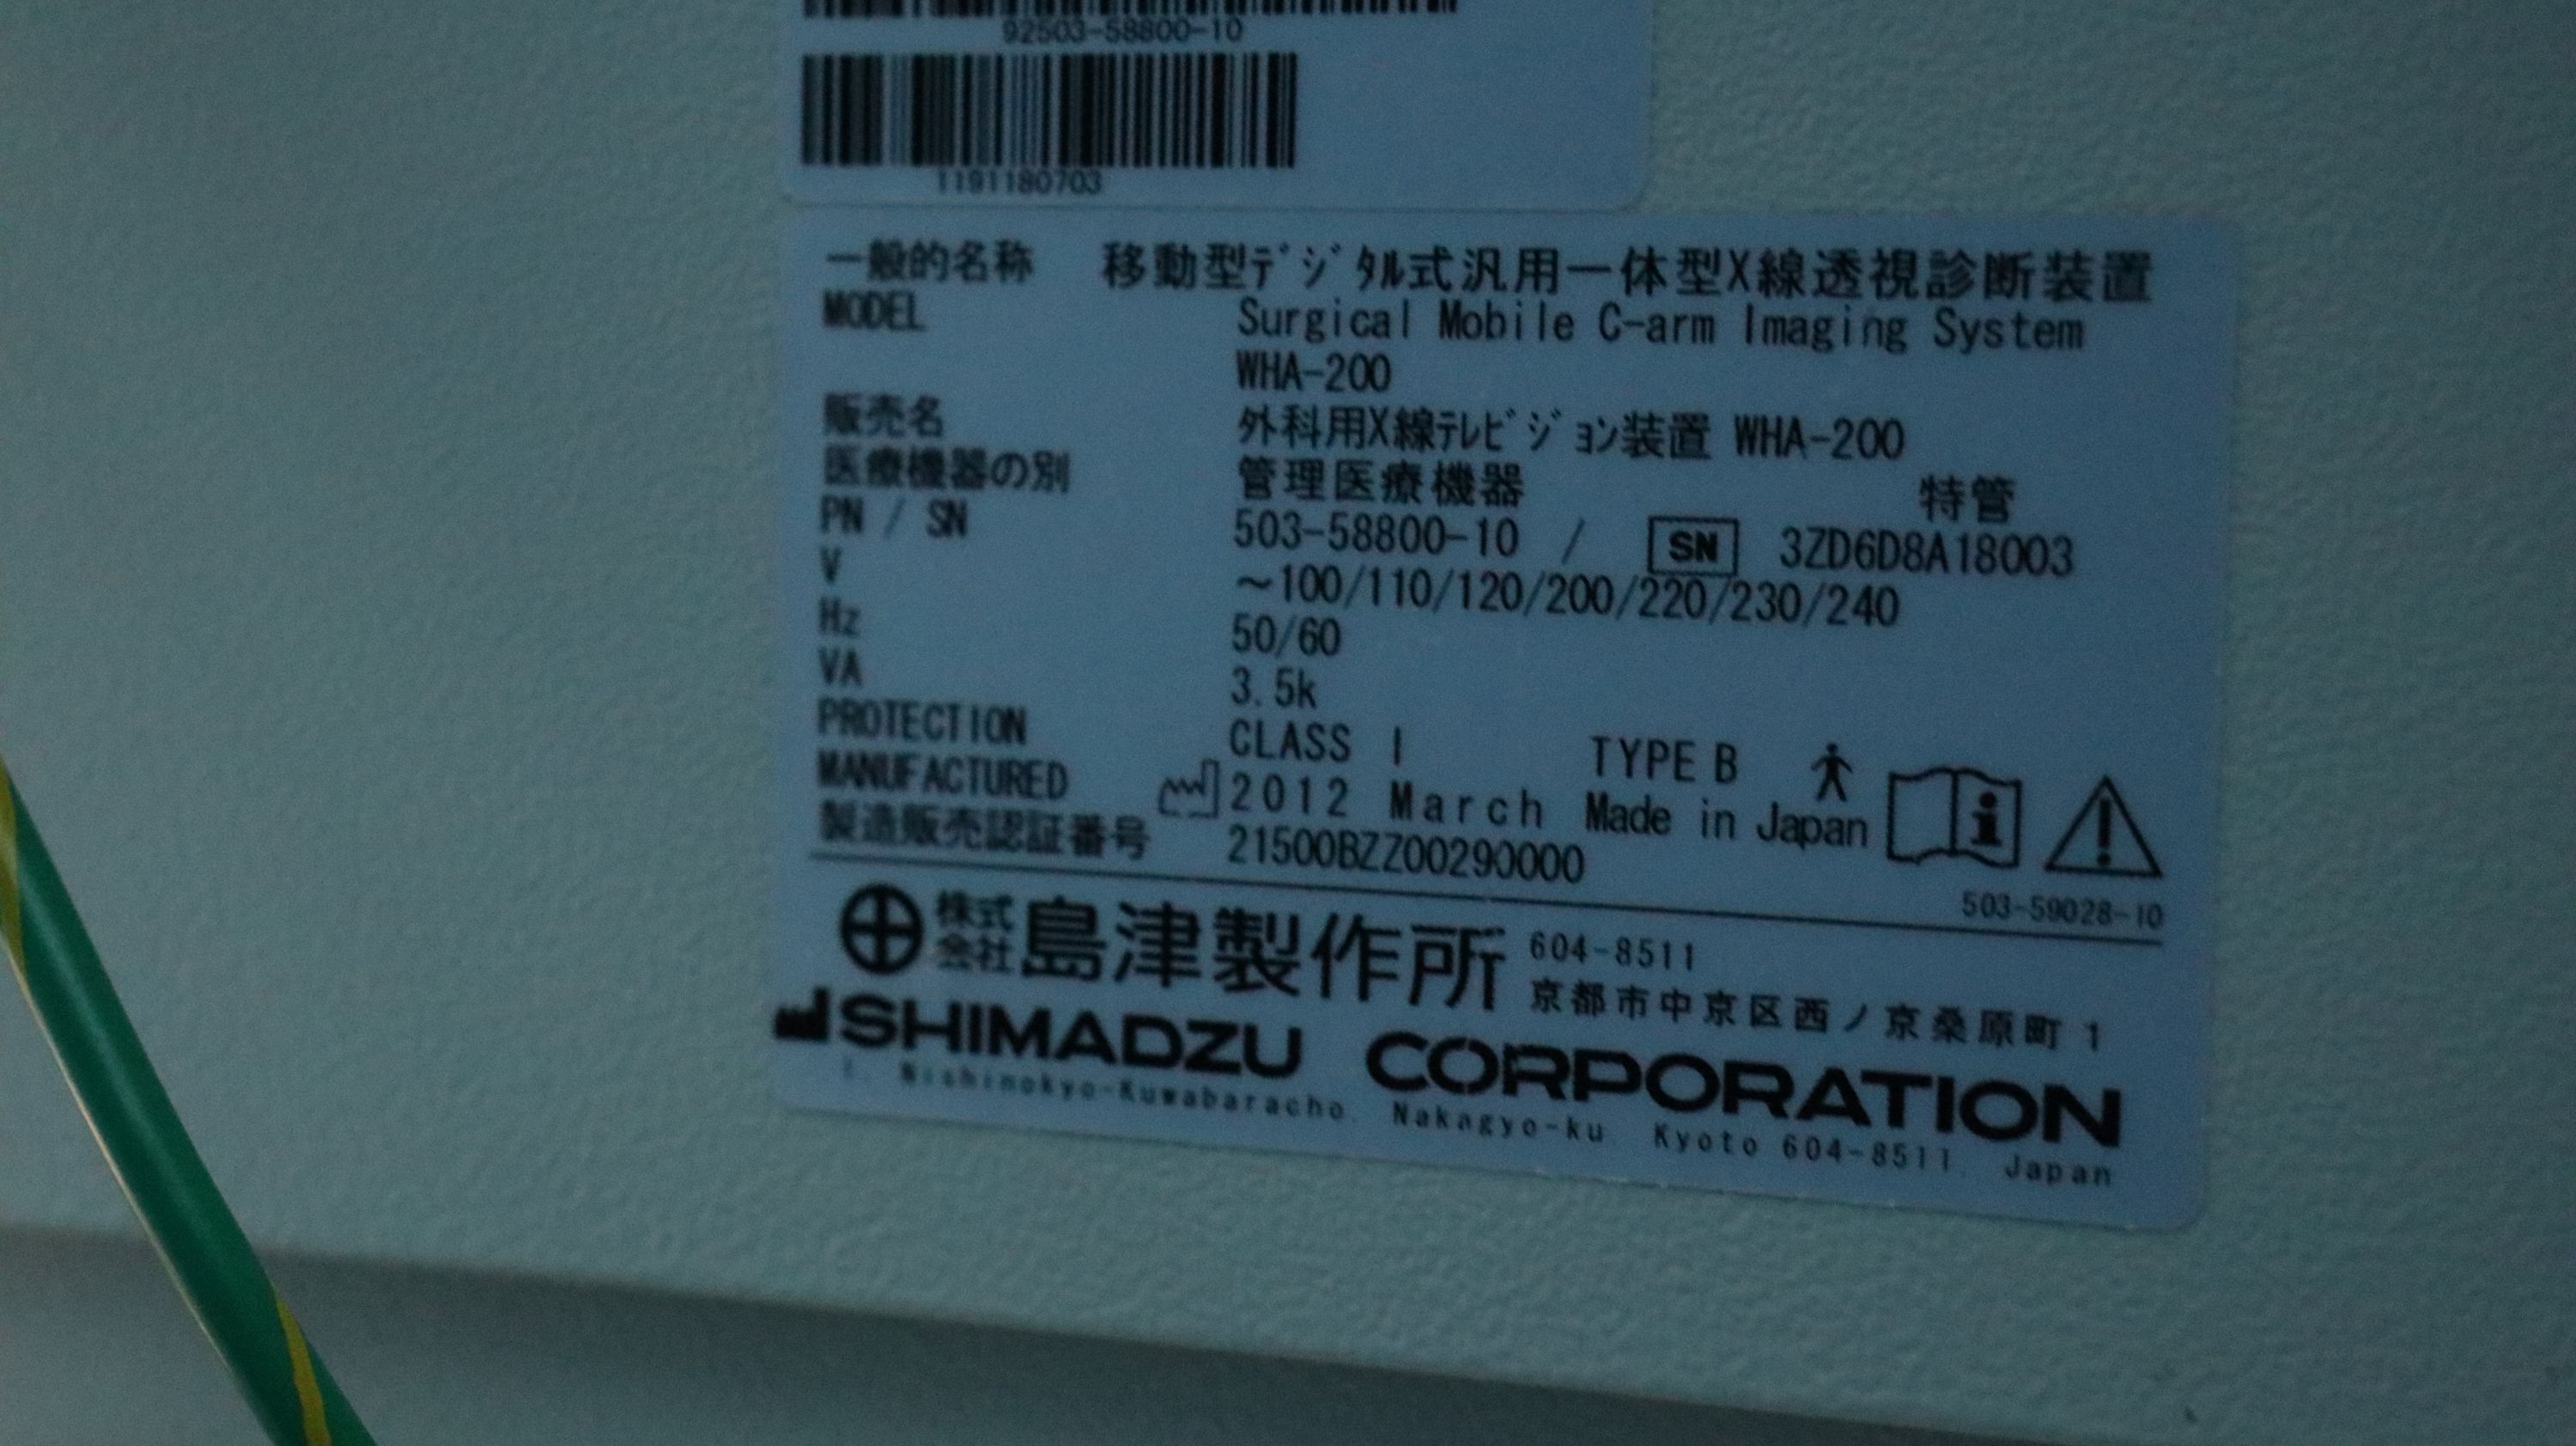 92503-58800-10
1191180703
一般的名称 移動型ﾃﾞｼﾞﾀﾙ式汎用一体型X線透視診断装置
MODEL Surgical Mobile C-arm Imaging System
WHA-200
販売名 外科用X線ﾃﾚﾋﾞｼﾞｮﾝ装置 WHA-200
医療機器の別 管理医療機器 特管
PN / SN 503-58800-10 / SN 3ZD6D8A18003
V ～100/110/120/200/220/230/240
Hz 50/60
VA 3.5k
PROTECTION CLASS I TYPE B
MANUFACTURED 2012 March Made in Japan
製造販売認証番号 21500BZZ00290000
503-59028-10
株式会社 島津製作所 604-8511
京都市中京区西ノ京桑原町1
SHIMADZU CORPORATION
1, Nishinokyo-Kuwabaracho, Nakagyo-ku Kyoto 604-8511, Japan